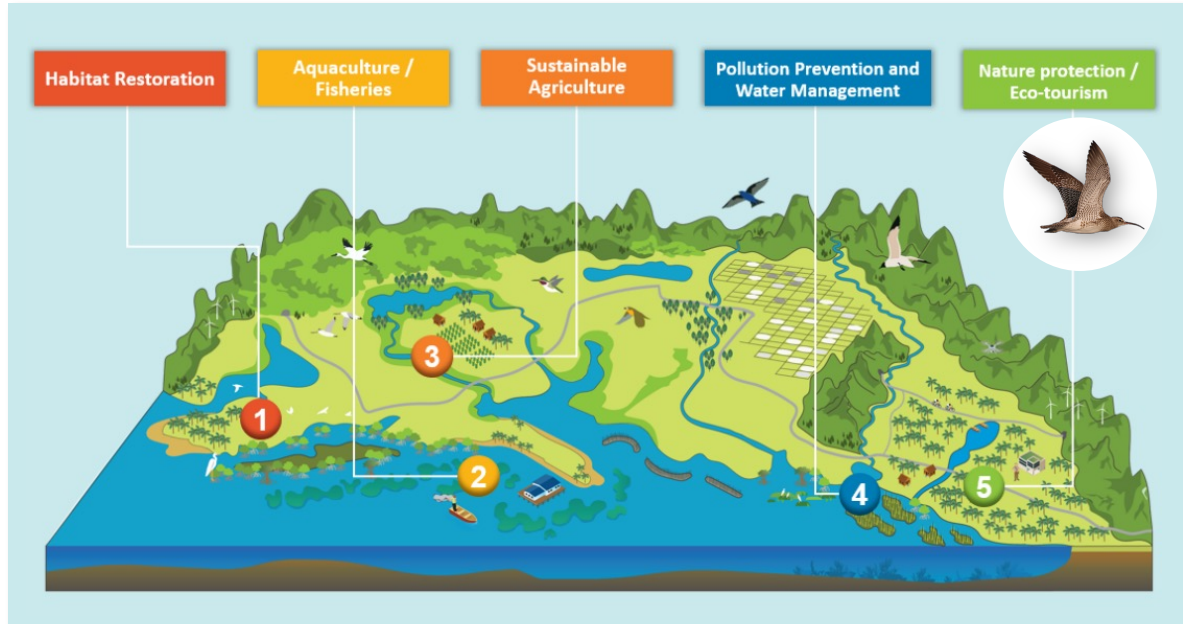 Habitat Restoration
Aquaculture /
Fisheries
Sustainable
Agriculture
Pollution Prevention and
Water Management
Nature protection /
Eco-tourism
3
1
2
4
5